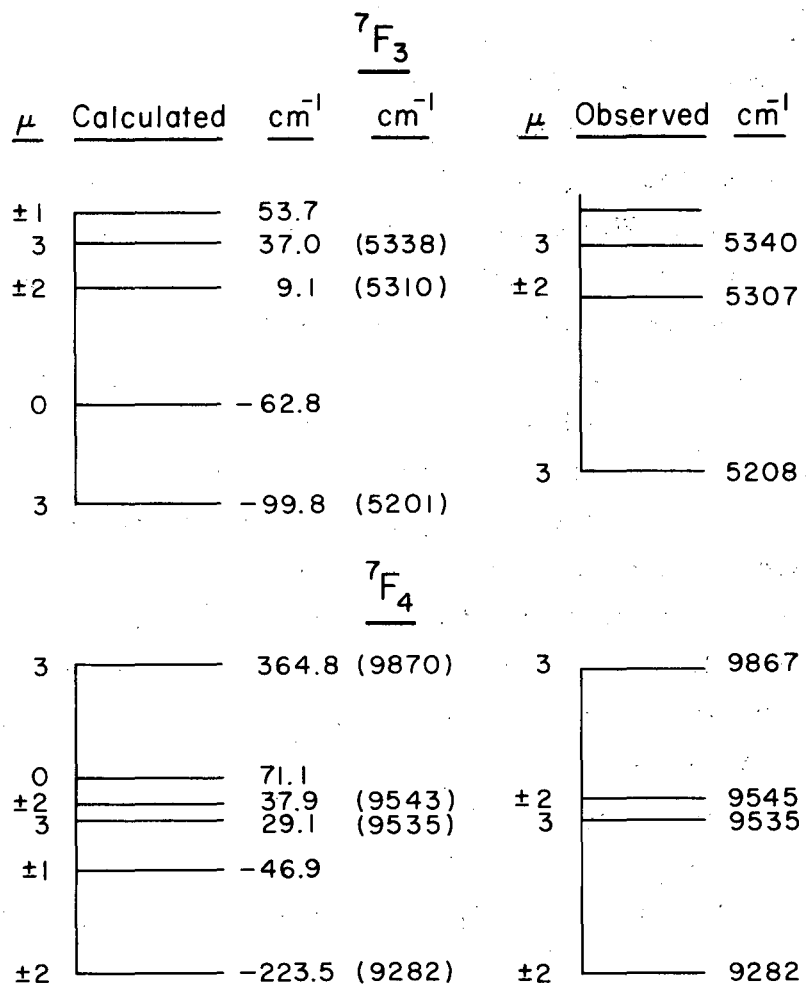 ⁷F₃
μ Calculated cm⁻¹ cm⁻¹ μ Observed cm⁻¹
±1 53.7
3 37.0 (5338) 3 5340
±2 9.1 (5310) ±2 5307
0 -62.8
3 5208
3 -99.8 (5201)
⁷F₄
3 364.8 (9870) 3 9867
0 71.1
±2 37.9 (9543) ±2 9545
3 29.1 (9535) 3 9535
±1 -46.9
±2 -223.5 (9282) ±2 9282